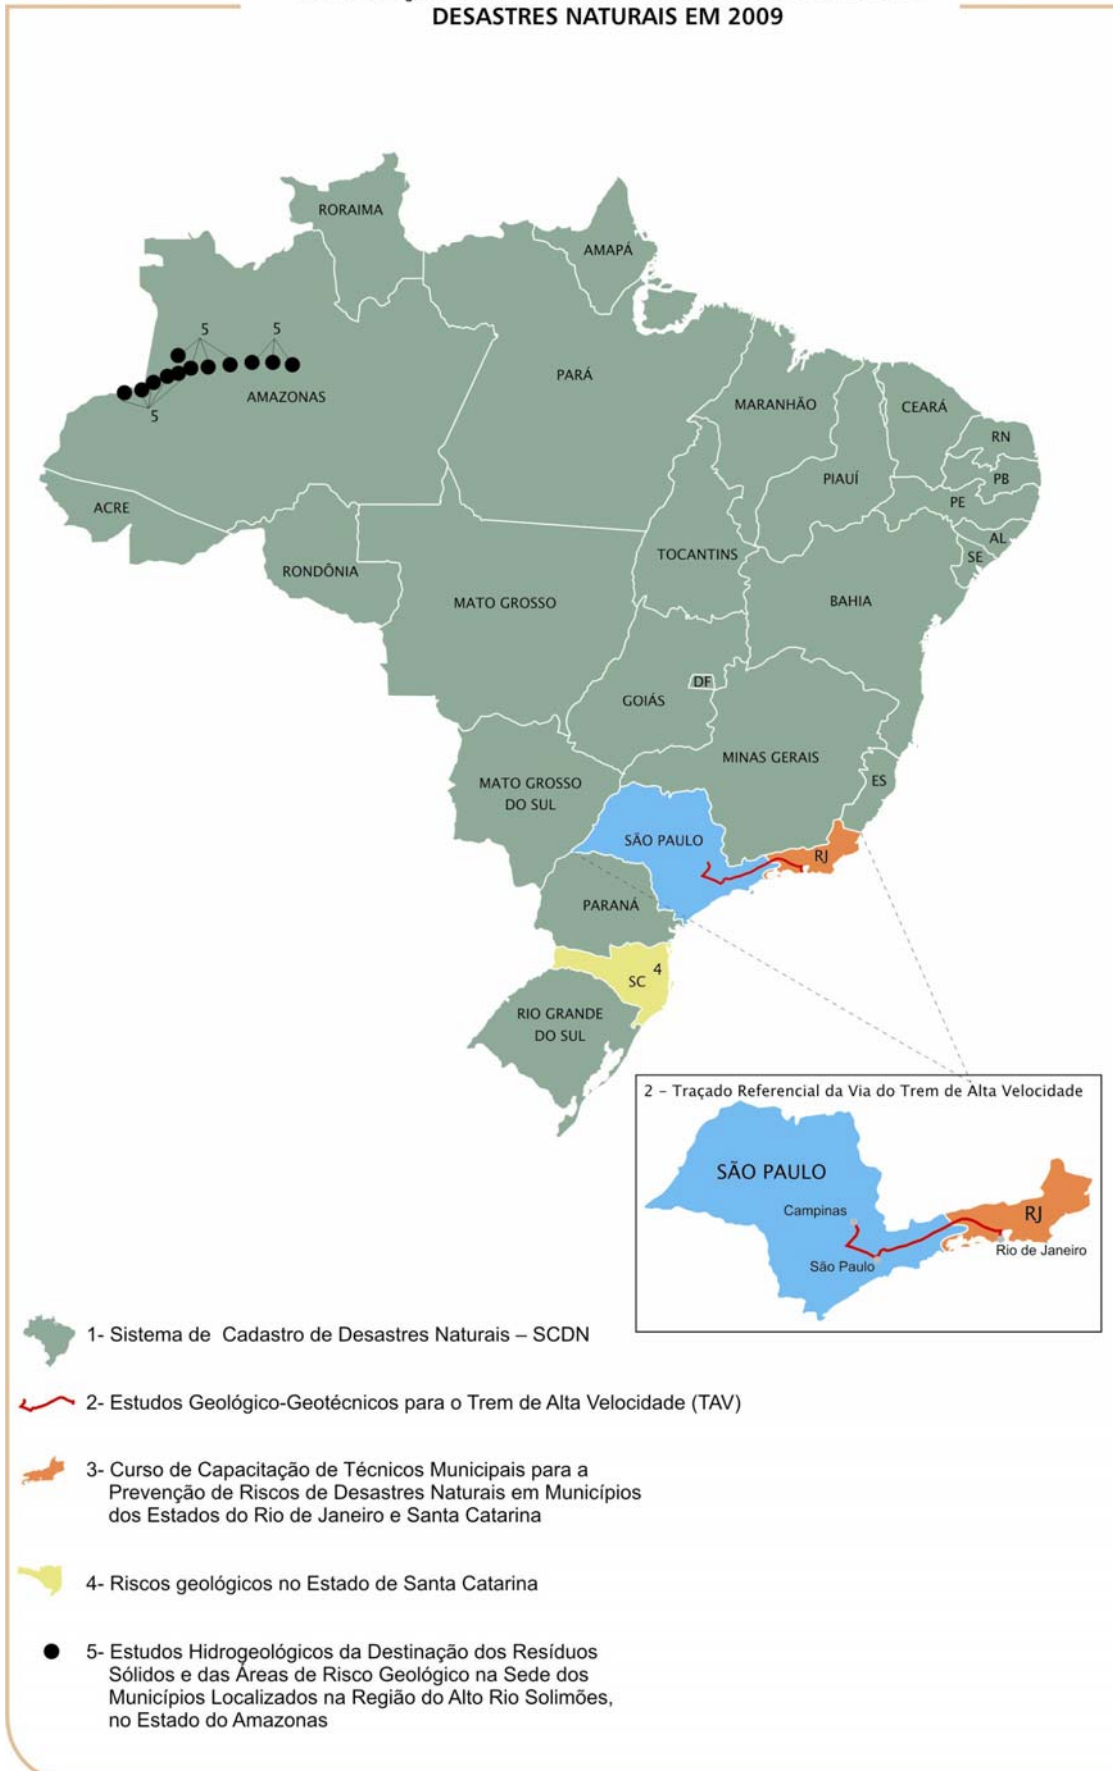 DESASTRES NATURAIS EM 2009
RORAIMA
AMAPÁ
5
5
AMAZONAS
5
PARÁ
MARANHÃO
CEARÁ
RN
PIAUÍ
PB
PE
ACRE
AL
TOCANTINS
SE
RONDÔNIA
MATO GROSSO
BAHIA
DF
GOIÁS
MINAS GERAIS
MATO GROSSO
DO SUL
ES
SÃO PAULO
RJ
PARANÁ
4
SC
RIO GRANDE
DO SUL
2 – Traçado Referencial da Via do Trem de Alta Velocidade
SÃO PAULO
Campinas
RJ
Rio de Janeiro
São Paulo
1- Sistema de Cadastro de Desastres Naturais – SCDN
2- Estudos Geológico-Geotécnicos para o Trem de Alta Velocidade (TAV)
3- Curso de Capacitação de Técnicos Municipais para a
Prevenção de Riscos de Desastres Naturais em Municípios
dos Estados do Rio de Janeiro e Santa Catarina
4- Riscos geológicos no Estado de Santa Catarina
5- Estudos Hidrogeológicos da Destinação dos Resíduos
Sólidos e das Áreas de Risco Geológico na Sede dos
Municípios Localizados na Região do Alto Rio Solimões,
no Estado do Amazonas